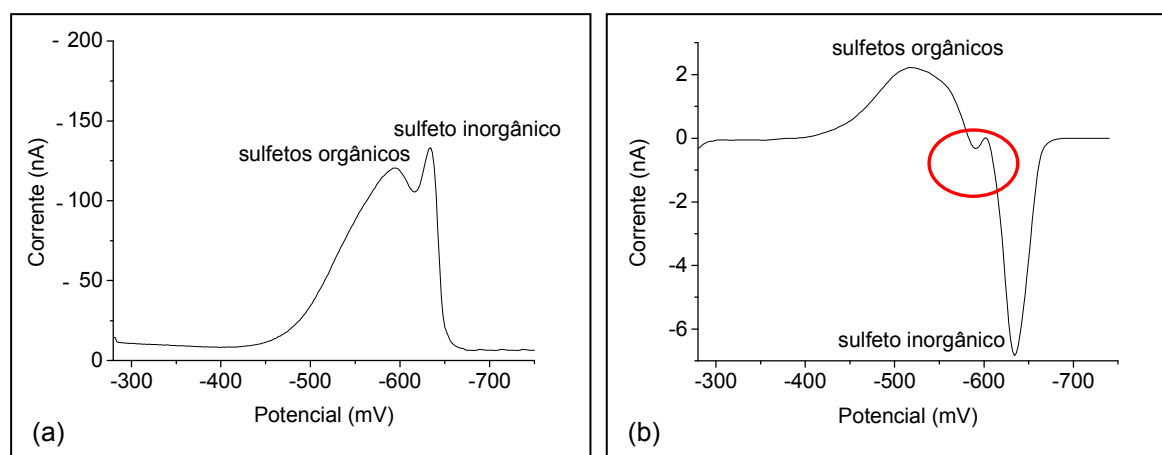 - 200
- 150
- 100
- 50
0
Corrente (nA)
sulfeto inorgânico
sulfetos orgânicos
-300
-400
-500
-600
-700
Potencial (mV)
(a)
sulfetos orgânicos
2
0
-2
-4
-6
Corrente (nA)
sulfeto inorgânico
-300
-400
-500
-600
-700
Potencial (mV)
(b)